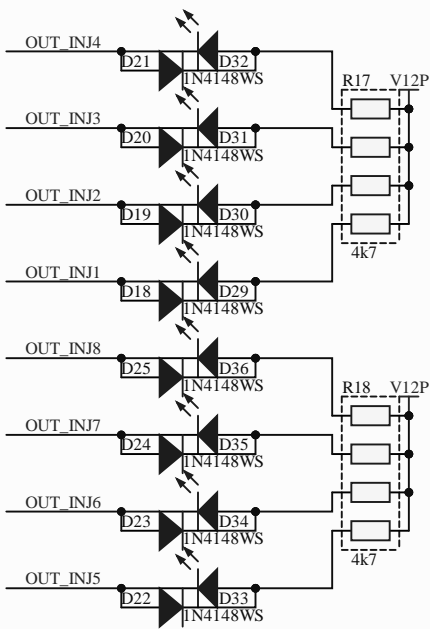 OUT_INJ4
D21 D32
1N4148WS
R17 V12P
OUT_INJ3
D20 D31
1N4148WS
OUT_INJ2
D19 D30
1N4148WS
OUT_INJ1
D18 D29
1N4148WS
4k7
OUT_INJ8
D25 D36
1N4148WS
R18 V12P
OUT_INJ7
D24 D35
1N4148WS
OUT_INJ6
D23 D34
1N4148WS
OUT_INJ5
D22 D33
1N4148WS
4k7